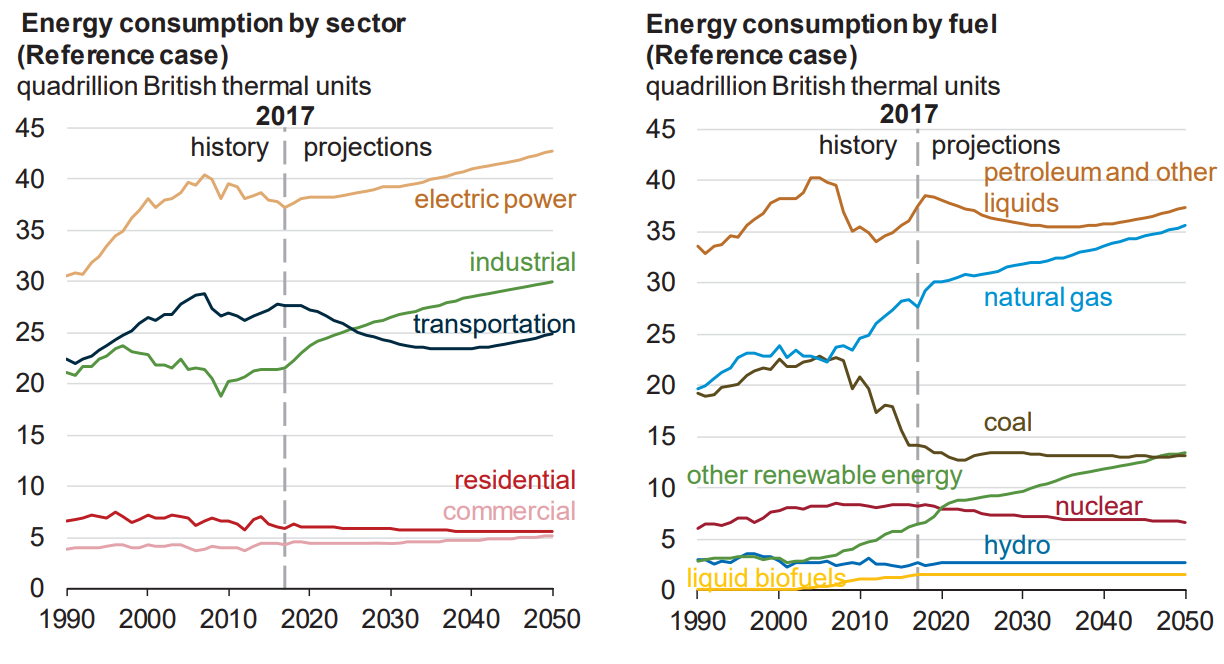 Energy consumption by sector
(Reference case)
quadrillion British thermal units
2017
history
projections
45
40
35
30
25
20
15
10
5
0
electric power
industrial
transportation
residential
commercial
1990 2000 2010 2020 2030 2040 2050
Energy consumption by fuel
(Reference case)
quadrillion British thermal units
2017
history
projections
45
40
35
30
25
20
15
10
5
0
petroleum and other
liquids
natural gas
coal
other renewable energy
nuclear
hydro
liquid biofuels
1990 2000 2010 2020 2030 2040 2050